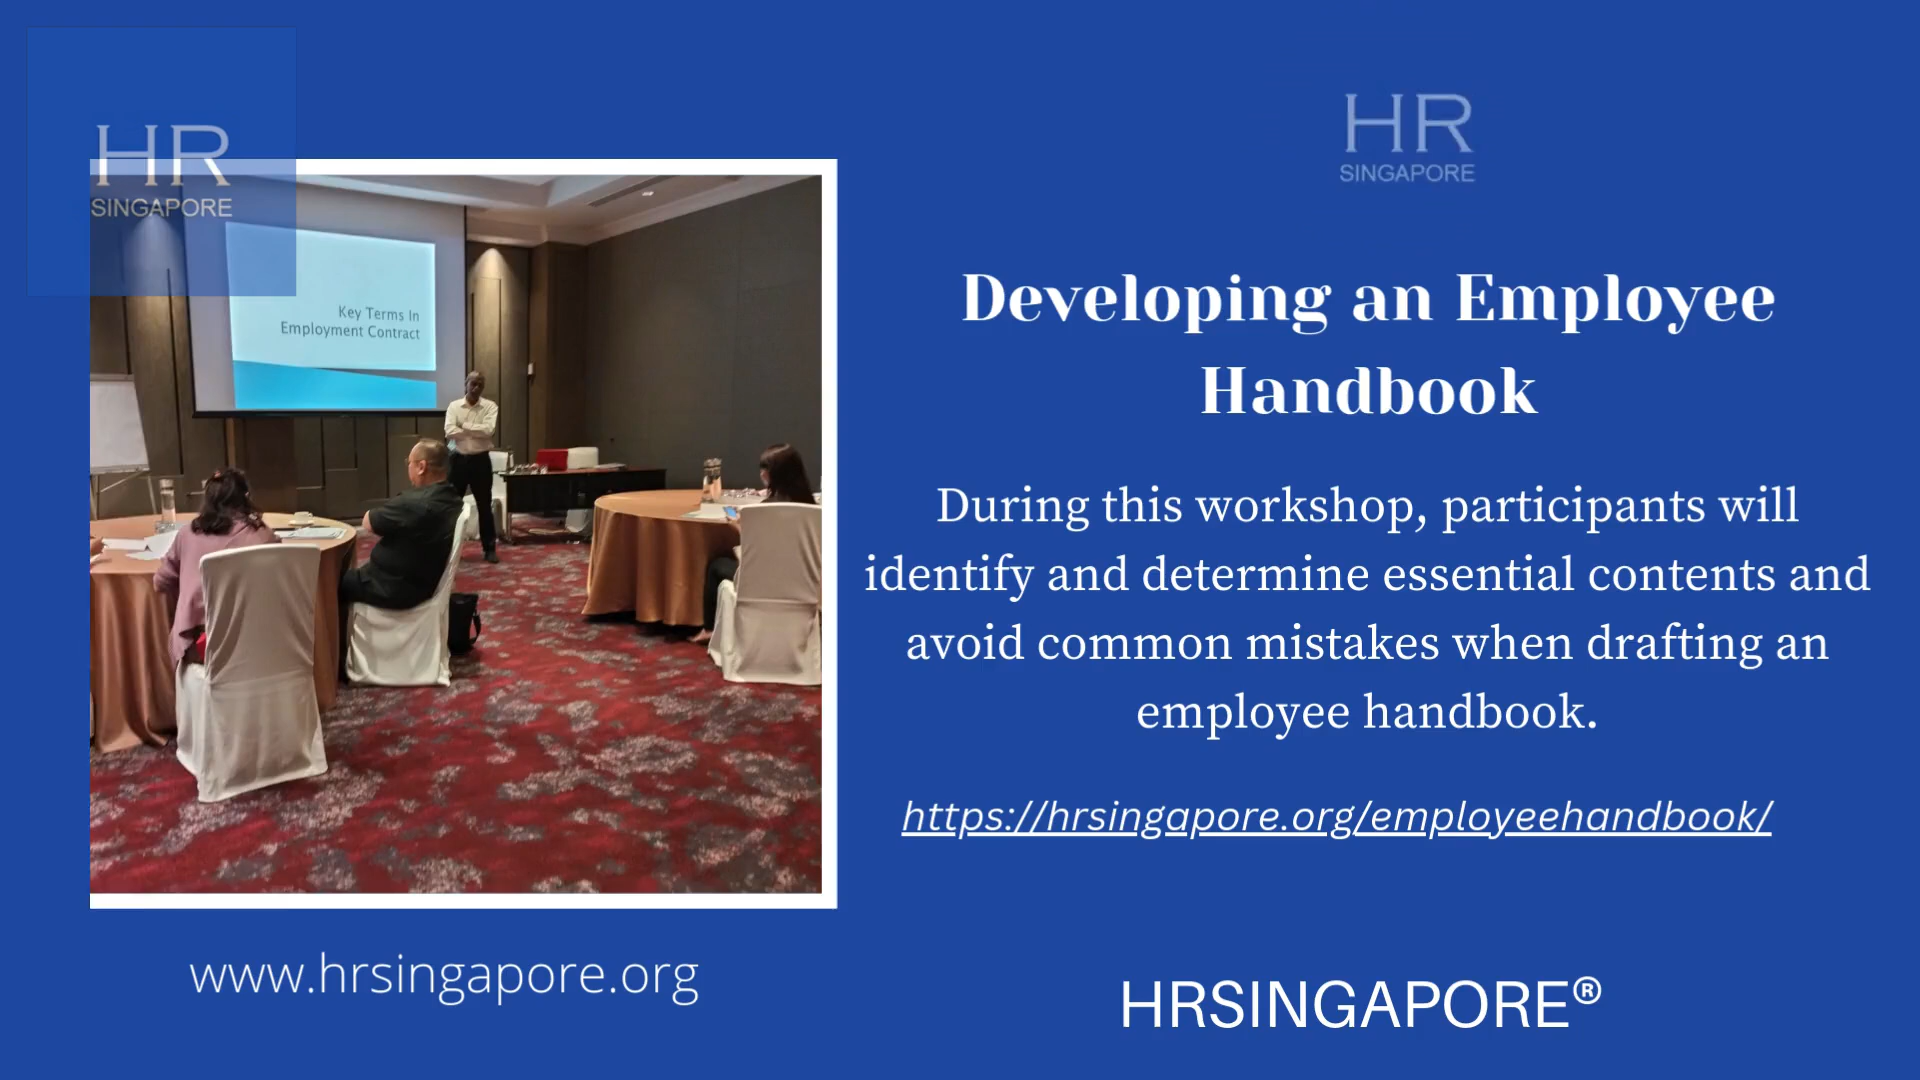 HR
SINGAPORE
Key Terms In
Employment Contract
www.hrsingapore.org
HR
SINGAPORE
Developing an Employee
Handbook
During this workshop, participants will
identify and determine essential contents and
avoid common mistakes when drafting an
employee handbook.
https://hrsingapore.org/employeehandbook/
HRSINGAPORE®